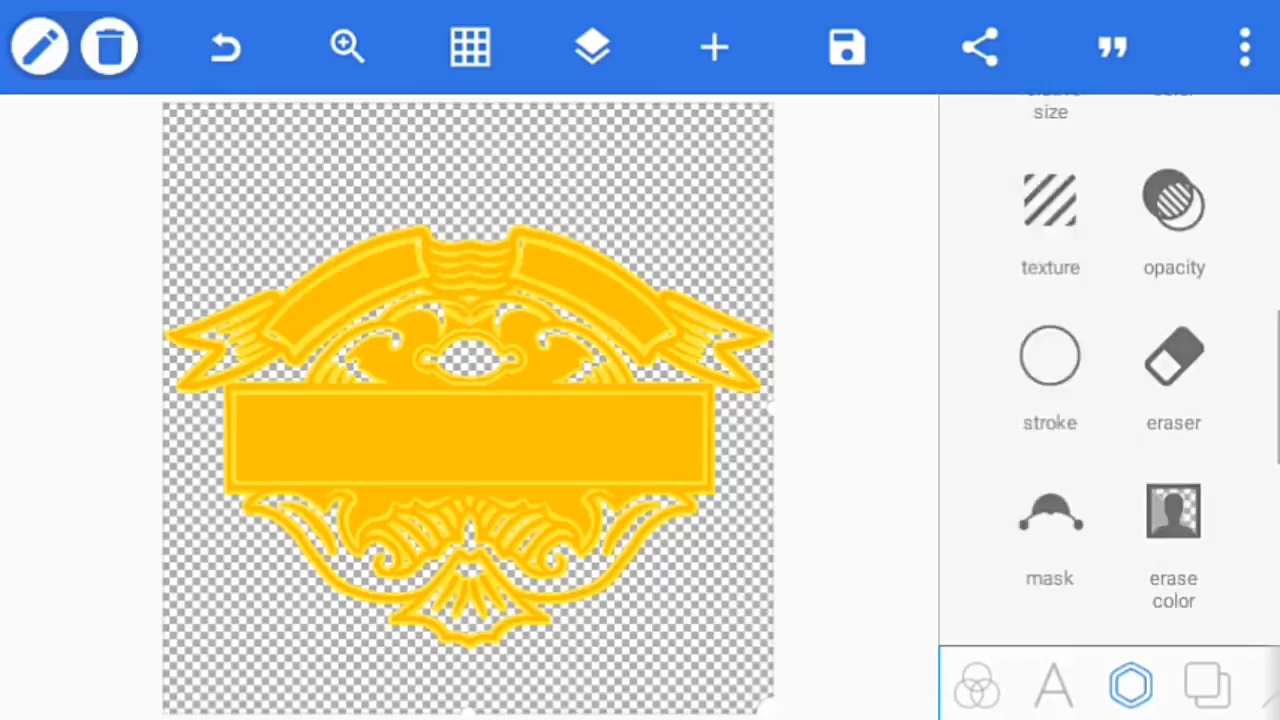 size
texture
opacity
stroke
eraser
mask
erase
color